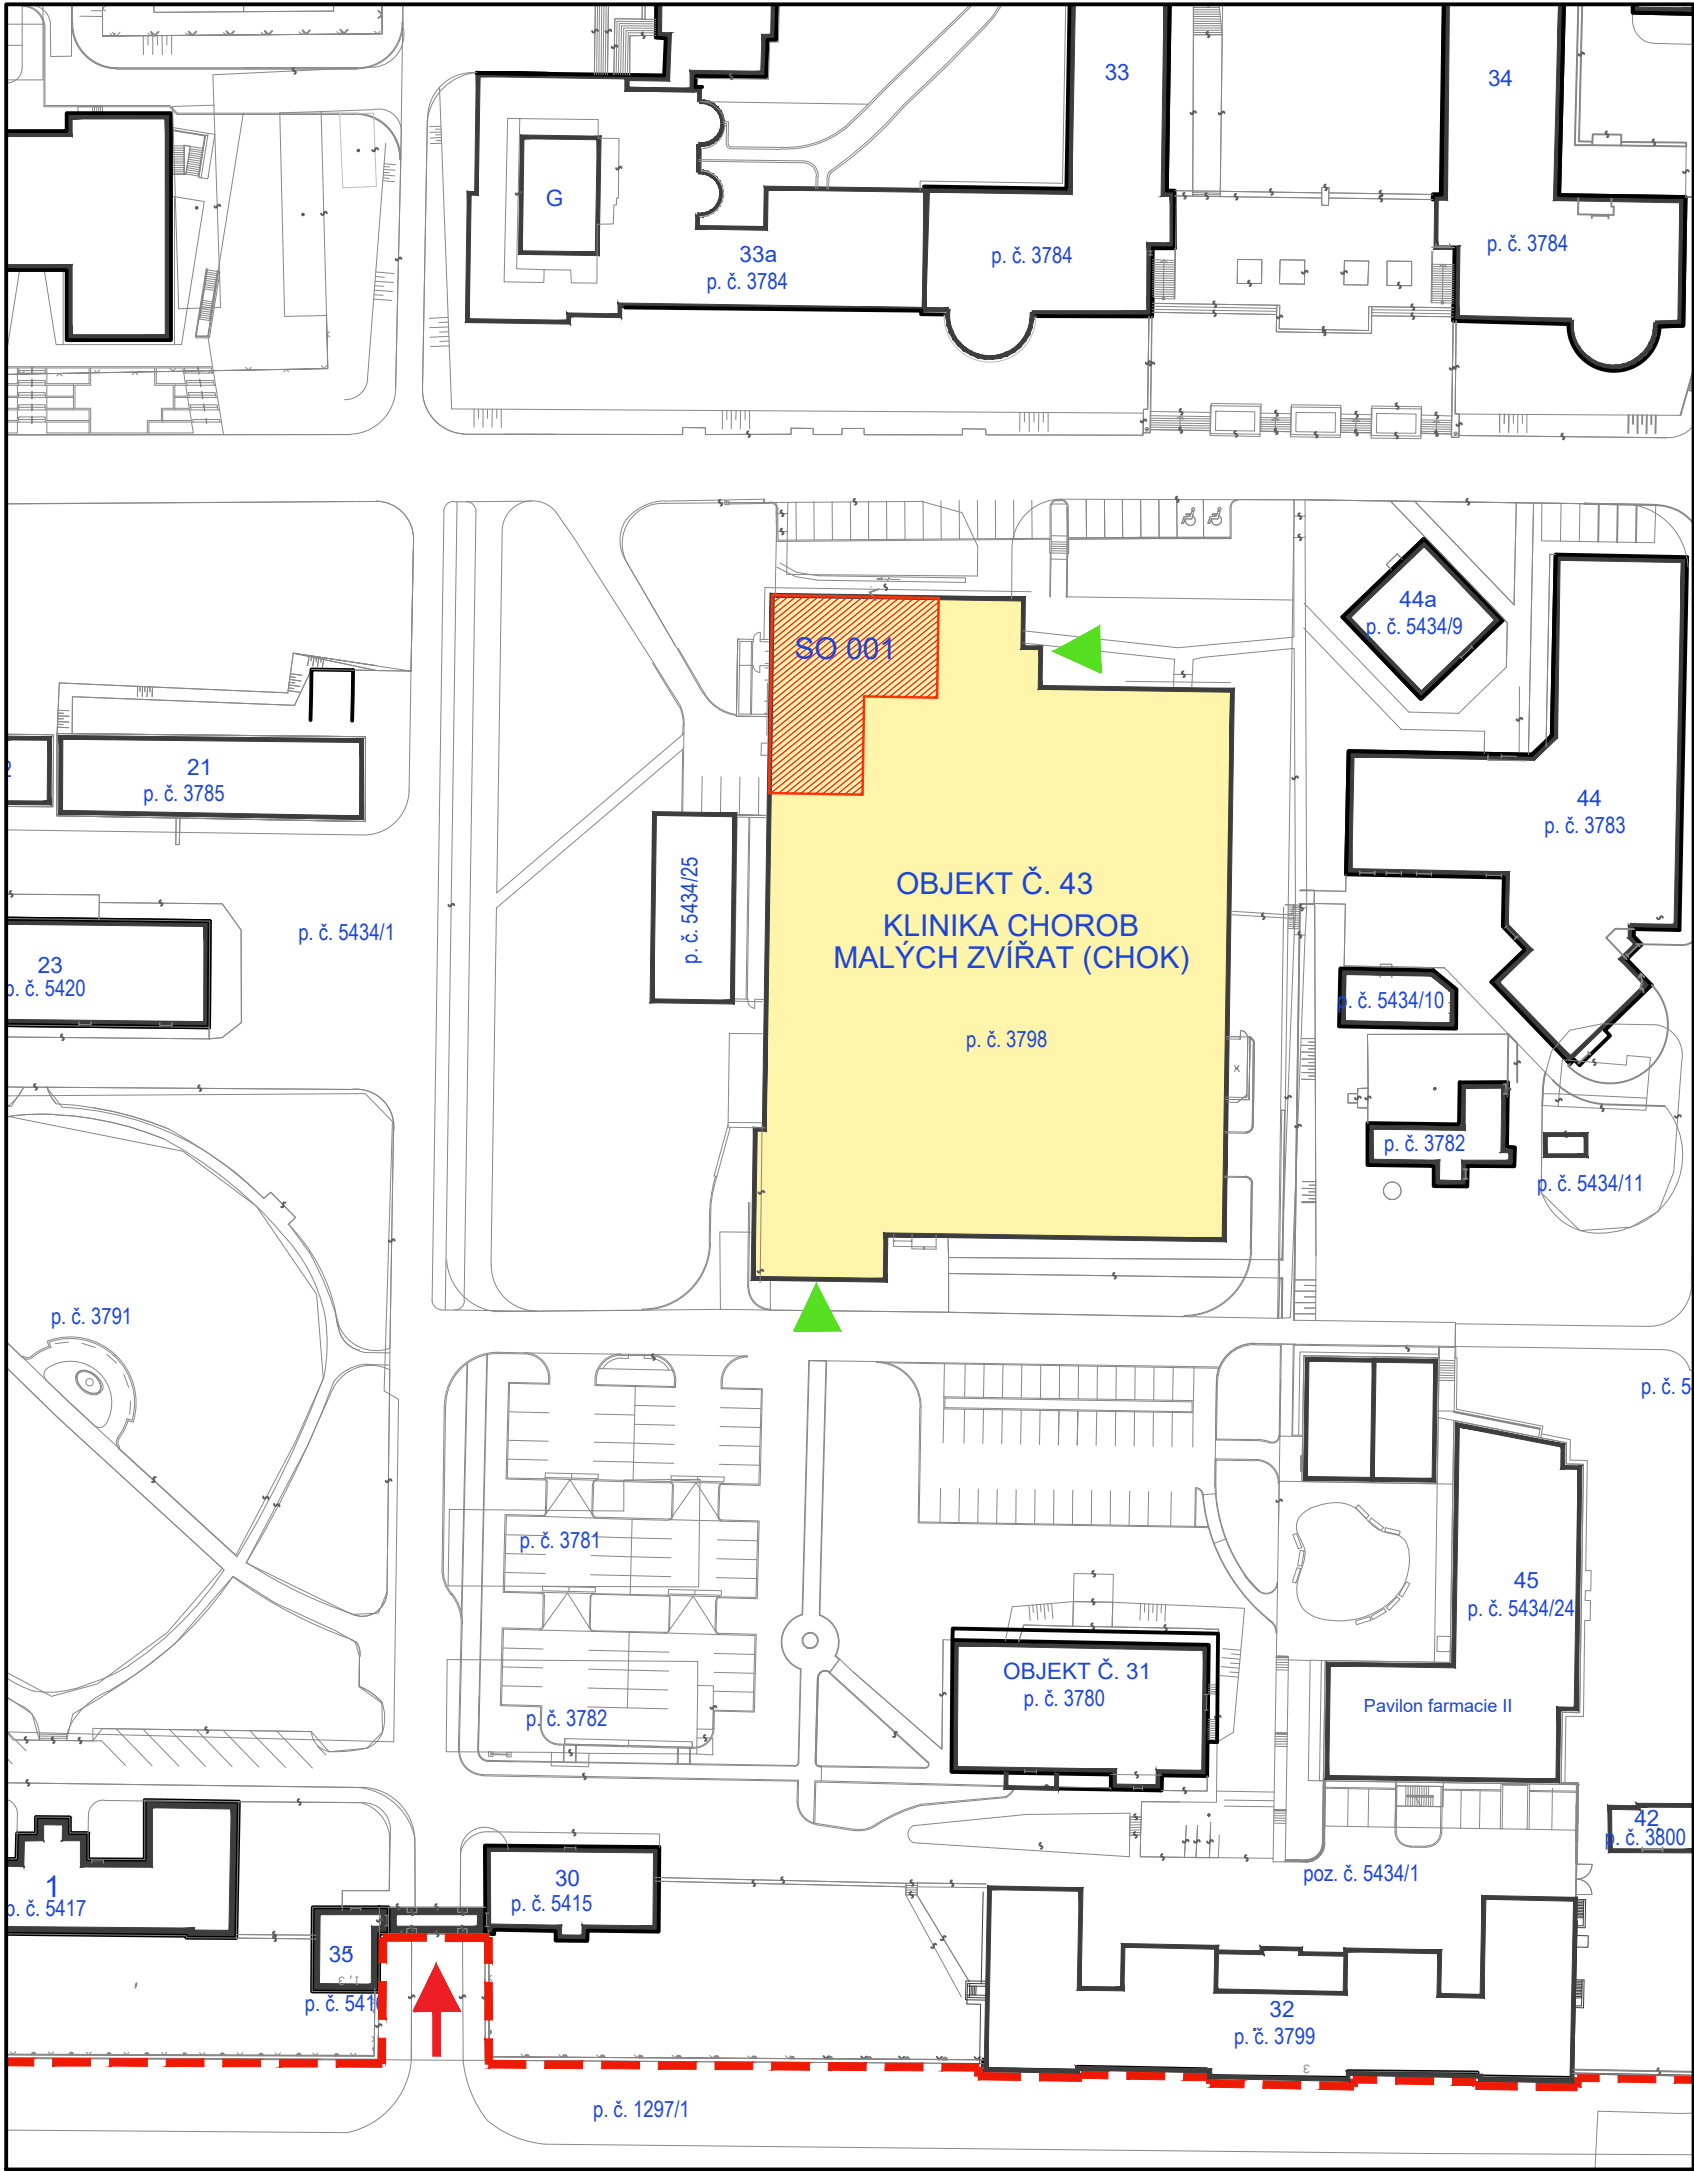 33
34
G
33a
p. č. 3784
p. č. 3784
p. č. 3784
SO 001
44a
p. č. 5434/9
21
p. č. 3785
44
p. č. 3783
p. č. 5434/25
OBJEKT Č. 43
KLINIKA CHOROB
MALÝCH ZVÍŘAT (CHOK)
p. č. 3798
p. č. 5434/1
23
p. č. 5420
p. č. 5434/10
x
p. č. 3782
p. č. 5434/11
p. č. 3791
p. č. 5
p. č. 3781
45
p. č. 5434/24
OBJEKT Č. 31
p. č. 3780
Pavilon farmacie II
p. č. 3782
42
p. č. 3800
1
p. č. 5417
30
p. č. 5415
poz. č. 5434/1
35
p. č. 541
32
p. č. 3799
p. č. 1297/1